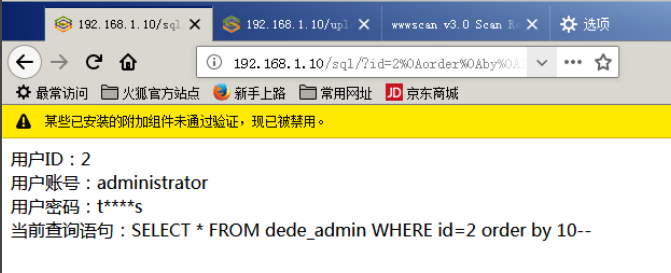 192.168.1.10/sql
192.168.1.10/upl
wwwscan v3.0 Scan Re
选项
192.168.1.10/sql/?id=2%0Aorder%0Aby%0A
最常访问
火狐官方站点
新手上路
常用网址
JD 京东商城
某些已安装的附加组件未通过验证，现已被禁用。
用户ID：2
用户账号：administrator
用户密码：t****s
当前查询语句：SELECT * FROM dede_admin WHERE id=2 order by 10--